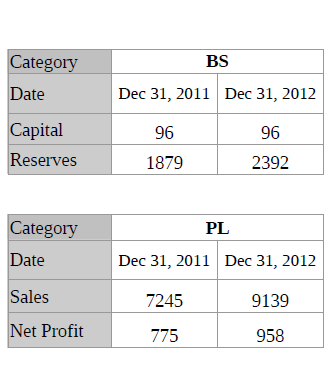 Category BS
Date Dec 31, 2011 Dec 31, 2012
Capital 96 96
Reserves 1879 2392
Category PL
Date Dec 31, 2011 Dec 31, 2012
Sales 7245 9139
Net Profit 775 958